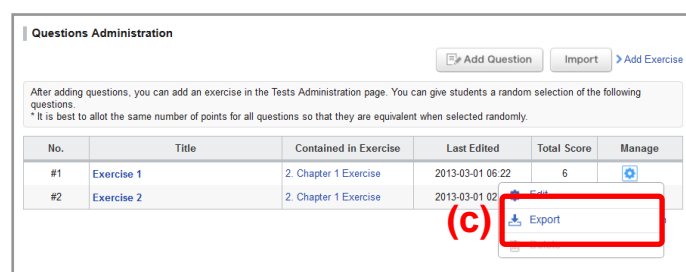 Questions Administration
Add Question Import Add Exercise
After adding questions, you can add an exercise in the Tests Administration page. You can give students a random selection of the following
questions.
* It is best to allot the same number of points for all questions so that they are equivalent when selected randomly.
No. Title Contained in Exercise Last Edited Total Score Manage
#1 Exercise 1 2. Chapter 1 Exercise 2013-03-01 06:22 6
#2 Exercise 2 2. Chapter 1 Exercise 2013-03-01 02
Edit
(c) Export
Delete